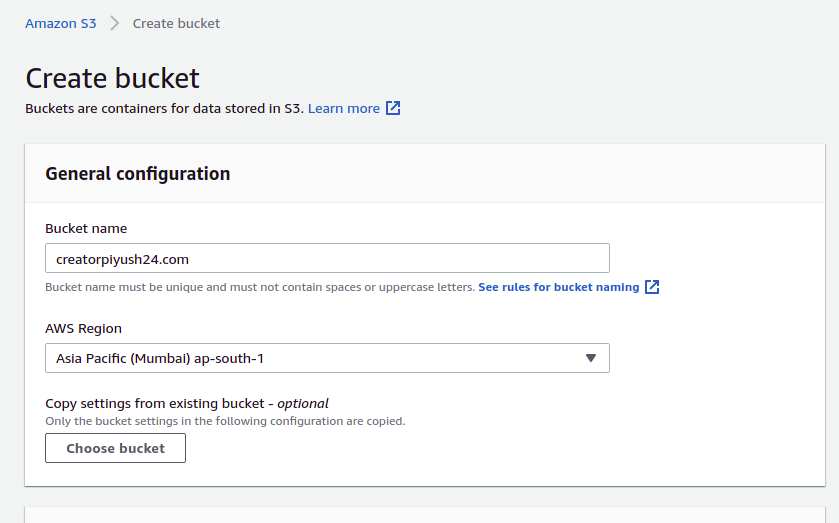 Amazon S3 > Create bucket
Create bucket
Buckets are containers for data stored in S3. Learn more
General configuration
Bucket name
creatorpiyush24.com
Bucket name must be unique and must not contain spaces or uppercase letters. See rules for bucket naming
AWS Region
Asia Pacific (Mumbai) ap-south-1
Copy settings from existing bucket - optional
Only the bucket settings in the following configuration are copied.
Choose bucket